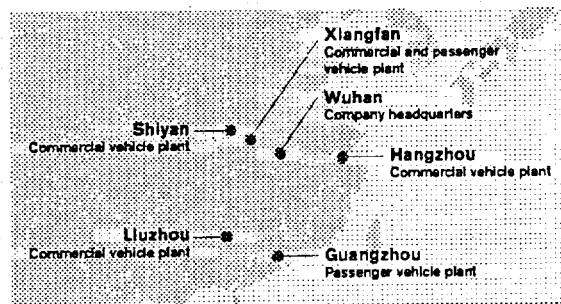 Xiangfan
Commercial and passenger
vehicle plant
Wuhan
Company headquarters
Shiyan
Commercial vehicle plant
Hangzhou
Commercial vehicle plant
Liuzhou
Commercial vehicle plant
Guangzhou
Passenger vehicle plant